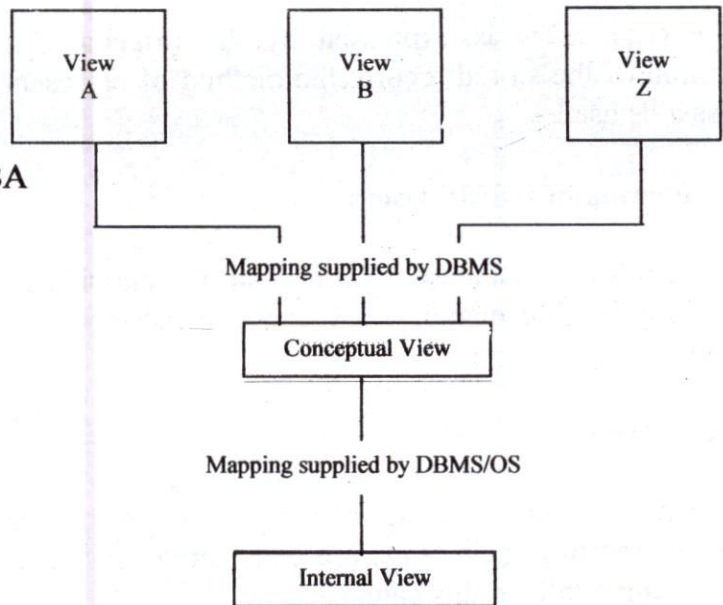 View
A
View
B
View
Z
Mapping supplied by DBMS
Conceptual View
Mapping supplied by DBMS/OS
Internal View